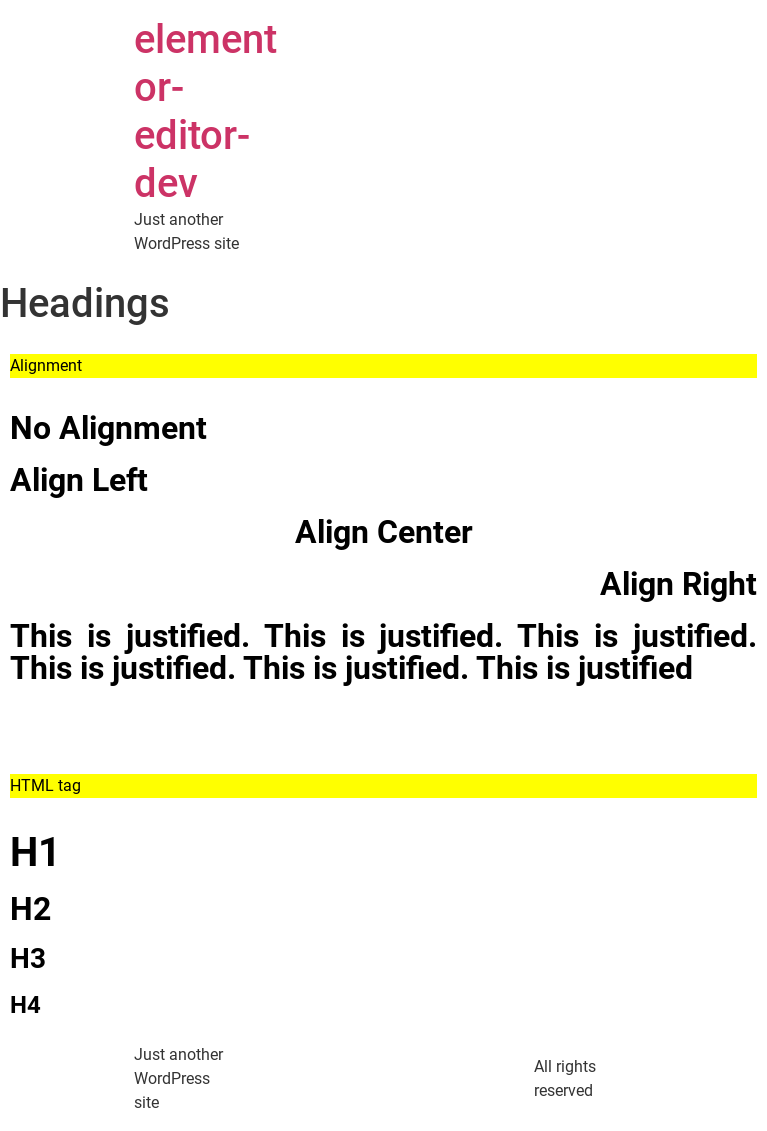 element
or-
editor-
dev
Just another
WordPress site
Headings
Alignment
No Alignment
Align Left
Align Center
Align Right
This is justified. This is justified. This is justified.
This is justified. This is justified. This is justified
HTML tag
H1
H2
H3
H4
Just another
WordPress
site
All rights
reserved